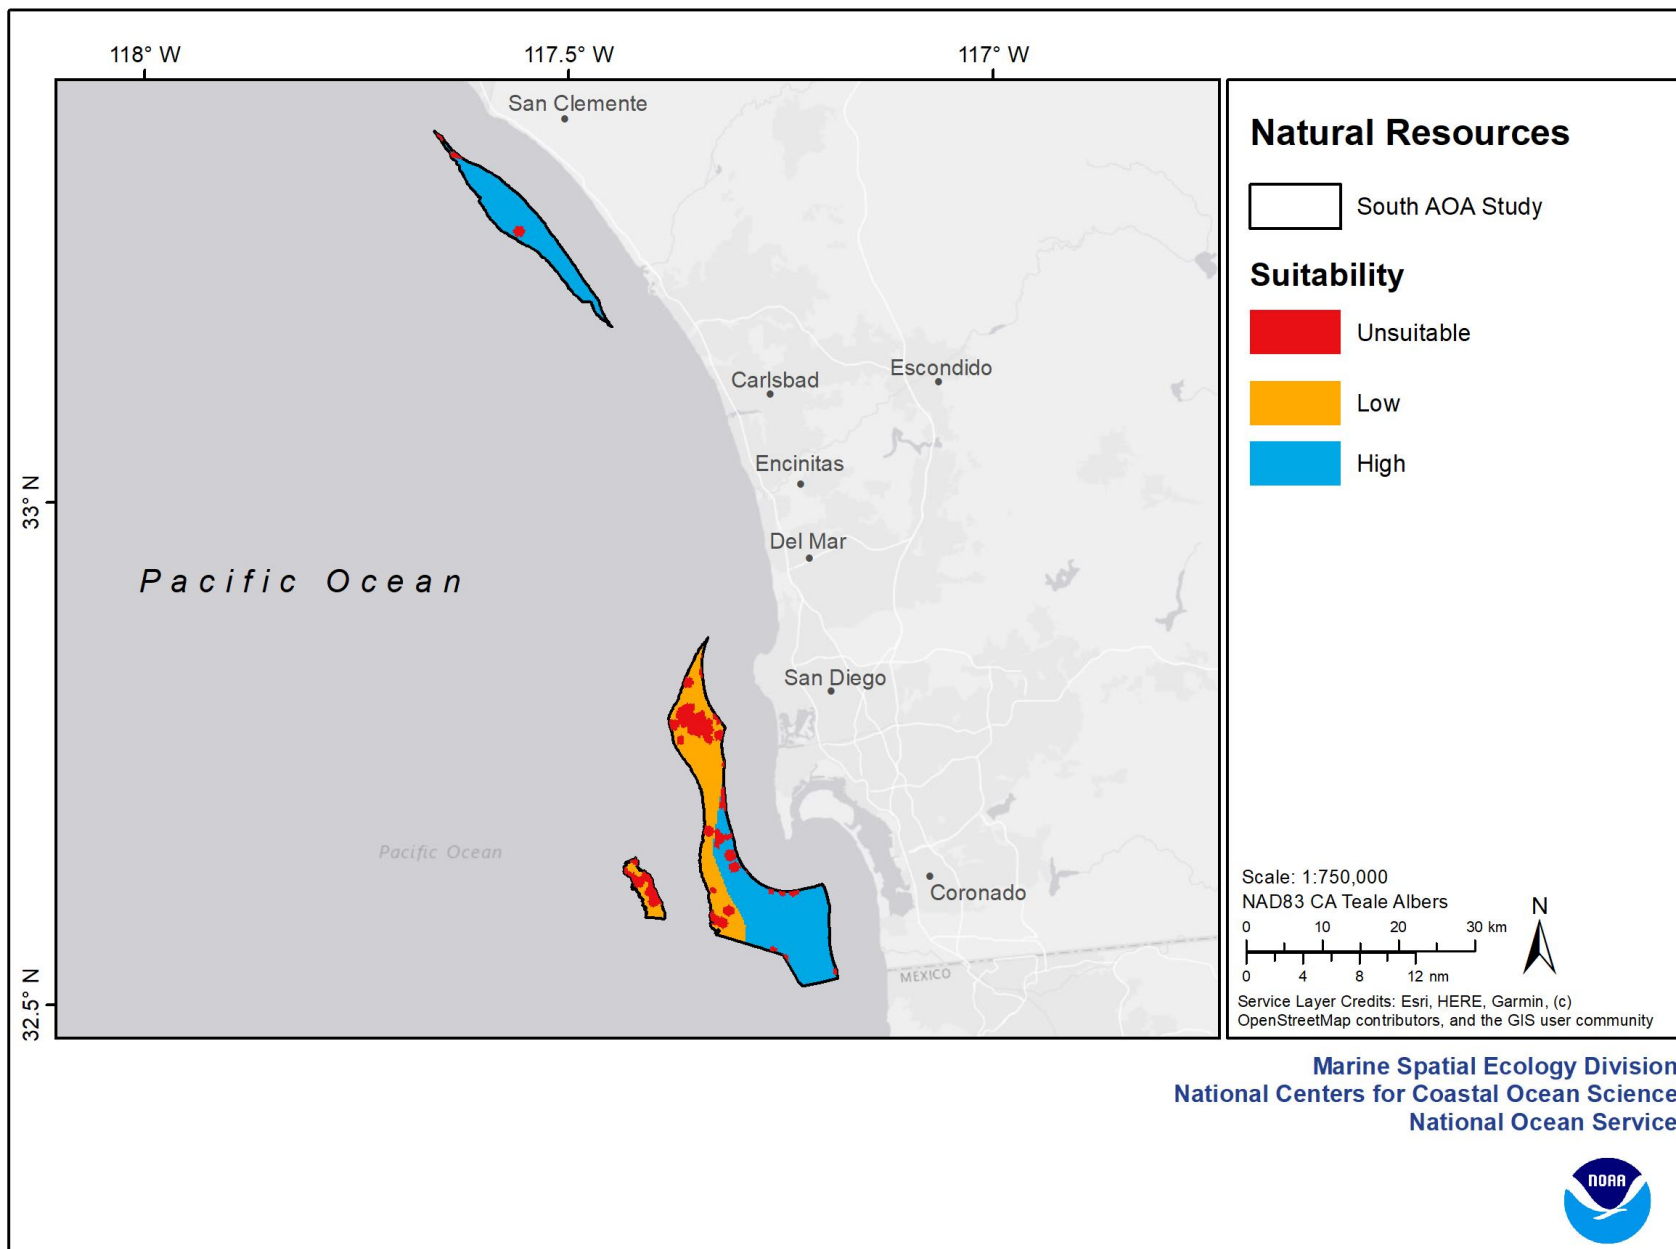 118° W
117.5° W
117° W
San Clemente
Carlsbad
Escondido
Encinitas
33° N
Del Mar
Pacific Ocean
San Diego
Pacific Ocean
Coronado
MEXICO
32.5° N
Natural Resources
South AOA Study
Suitability
Unsuitable
Low
High
Scale: 1:750,000
NAD83 CA Teale Albers
0 10 20 30 km
0 4 8 12 nm
N
Service Layer Credits: Esri, HERE, Garmin, (c)
OpenStreetMap contributors, and the GIS user community
Marine Spatial Ecology Division
National Centers for Coastal Ocean Science
National Ocean Service
NOAA